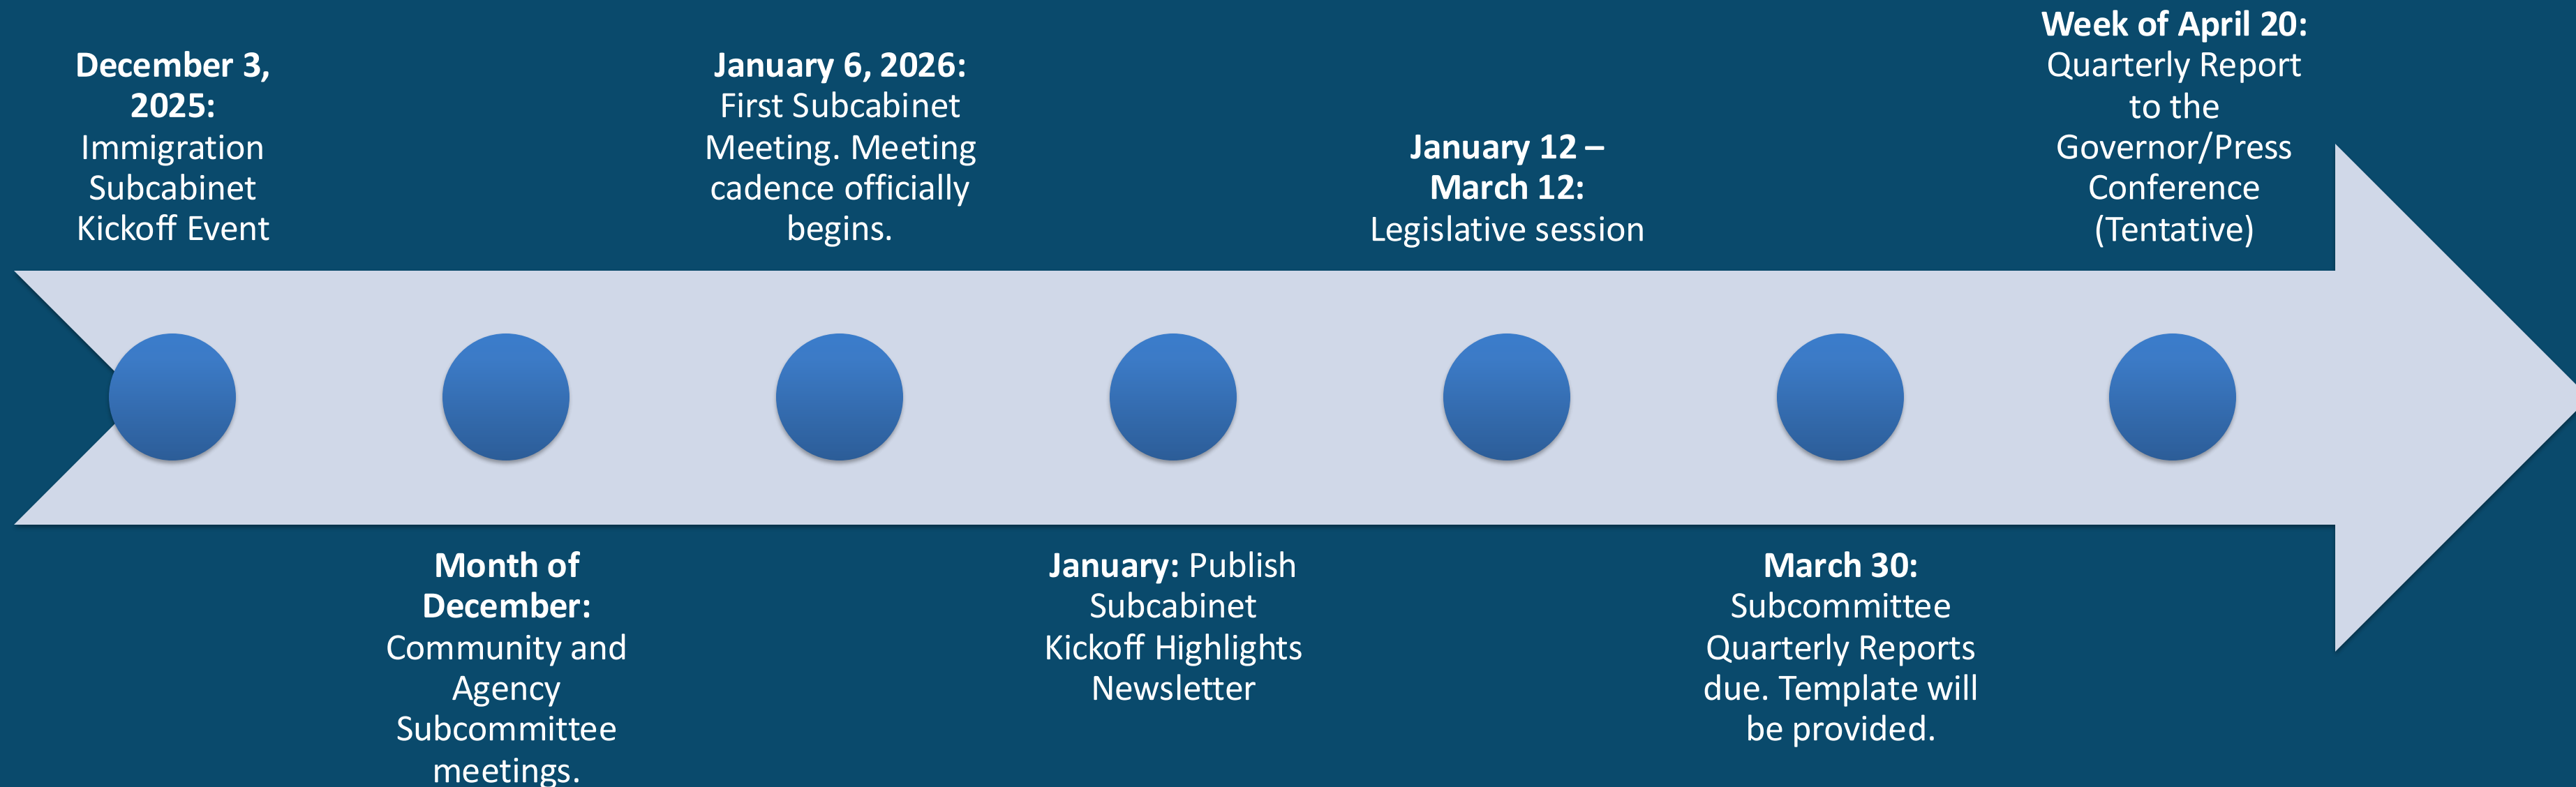 December 3,
2025:
Immigration
Subcabinet
Kickoff Event
Month of
December:
Community and
Agency
Subcommittee
meetings.
January 6, 2026:
First Subcabinet
Meeting. Meeting
cadence officially
begins.
January: Publish
Subcabinet
Kickoff Highlights
Newsletter
January 12 –
March 12:
Legislative session
March 30:
Subcommittee
Quarterly Reports
due. Template will
be provided.
Week of April 20:
Quarterly Report
to the
Governor/Press
Conference
(Tentative)